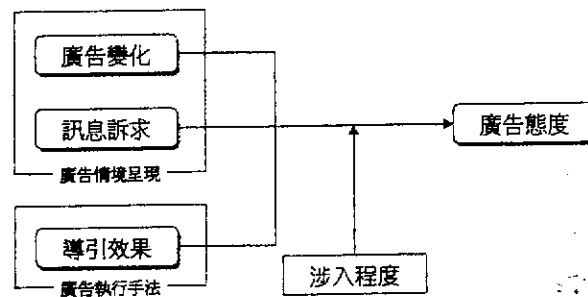 廣告變化
訊息訴求
廣告態度
廣告情境呈現
導引效果
涉入程度
廣告執行手法